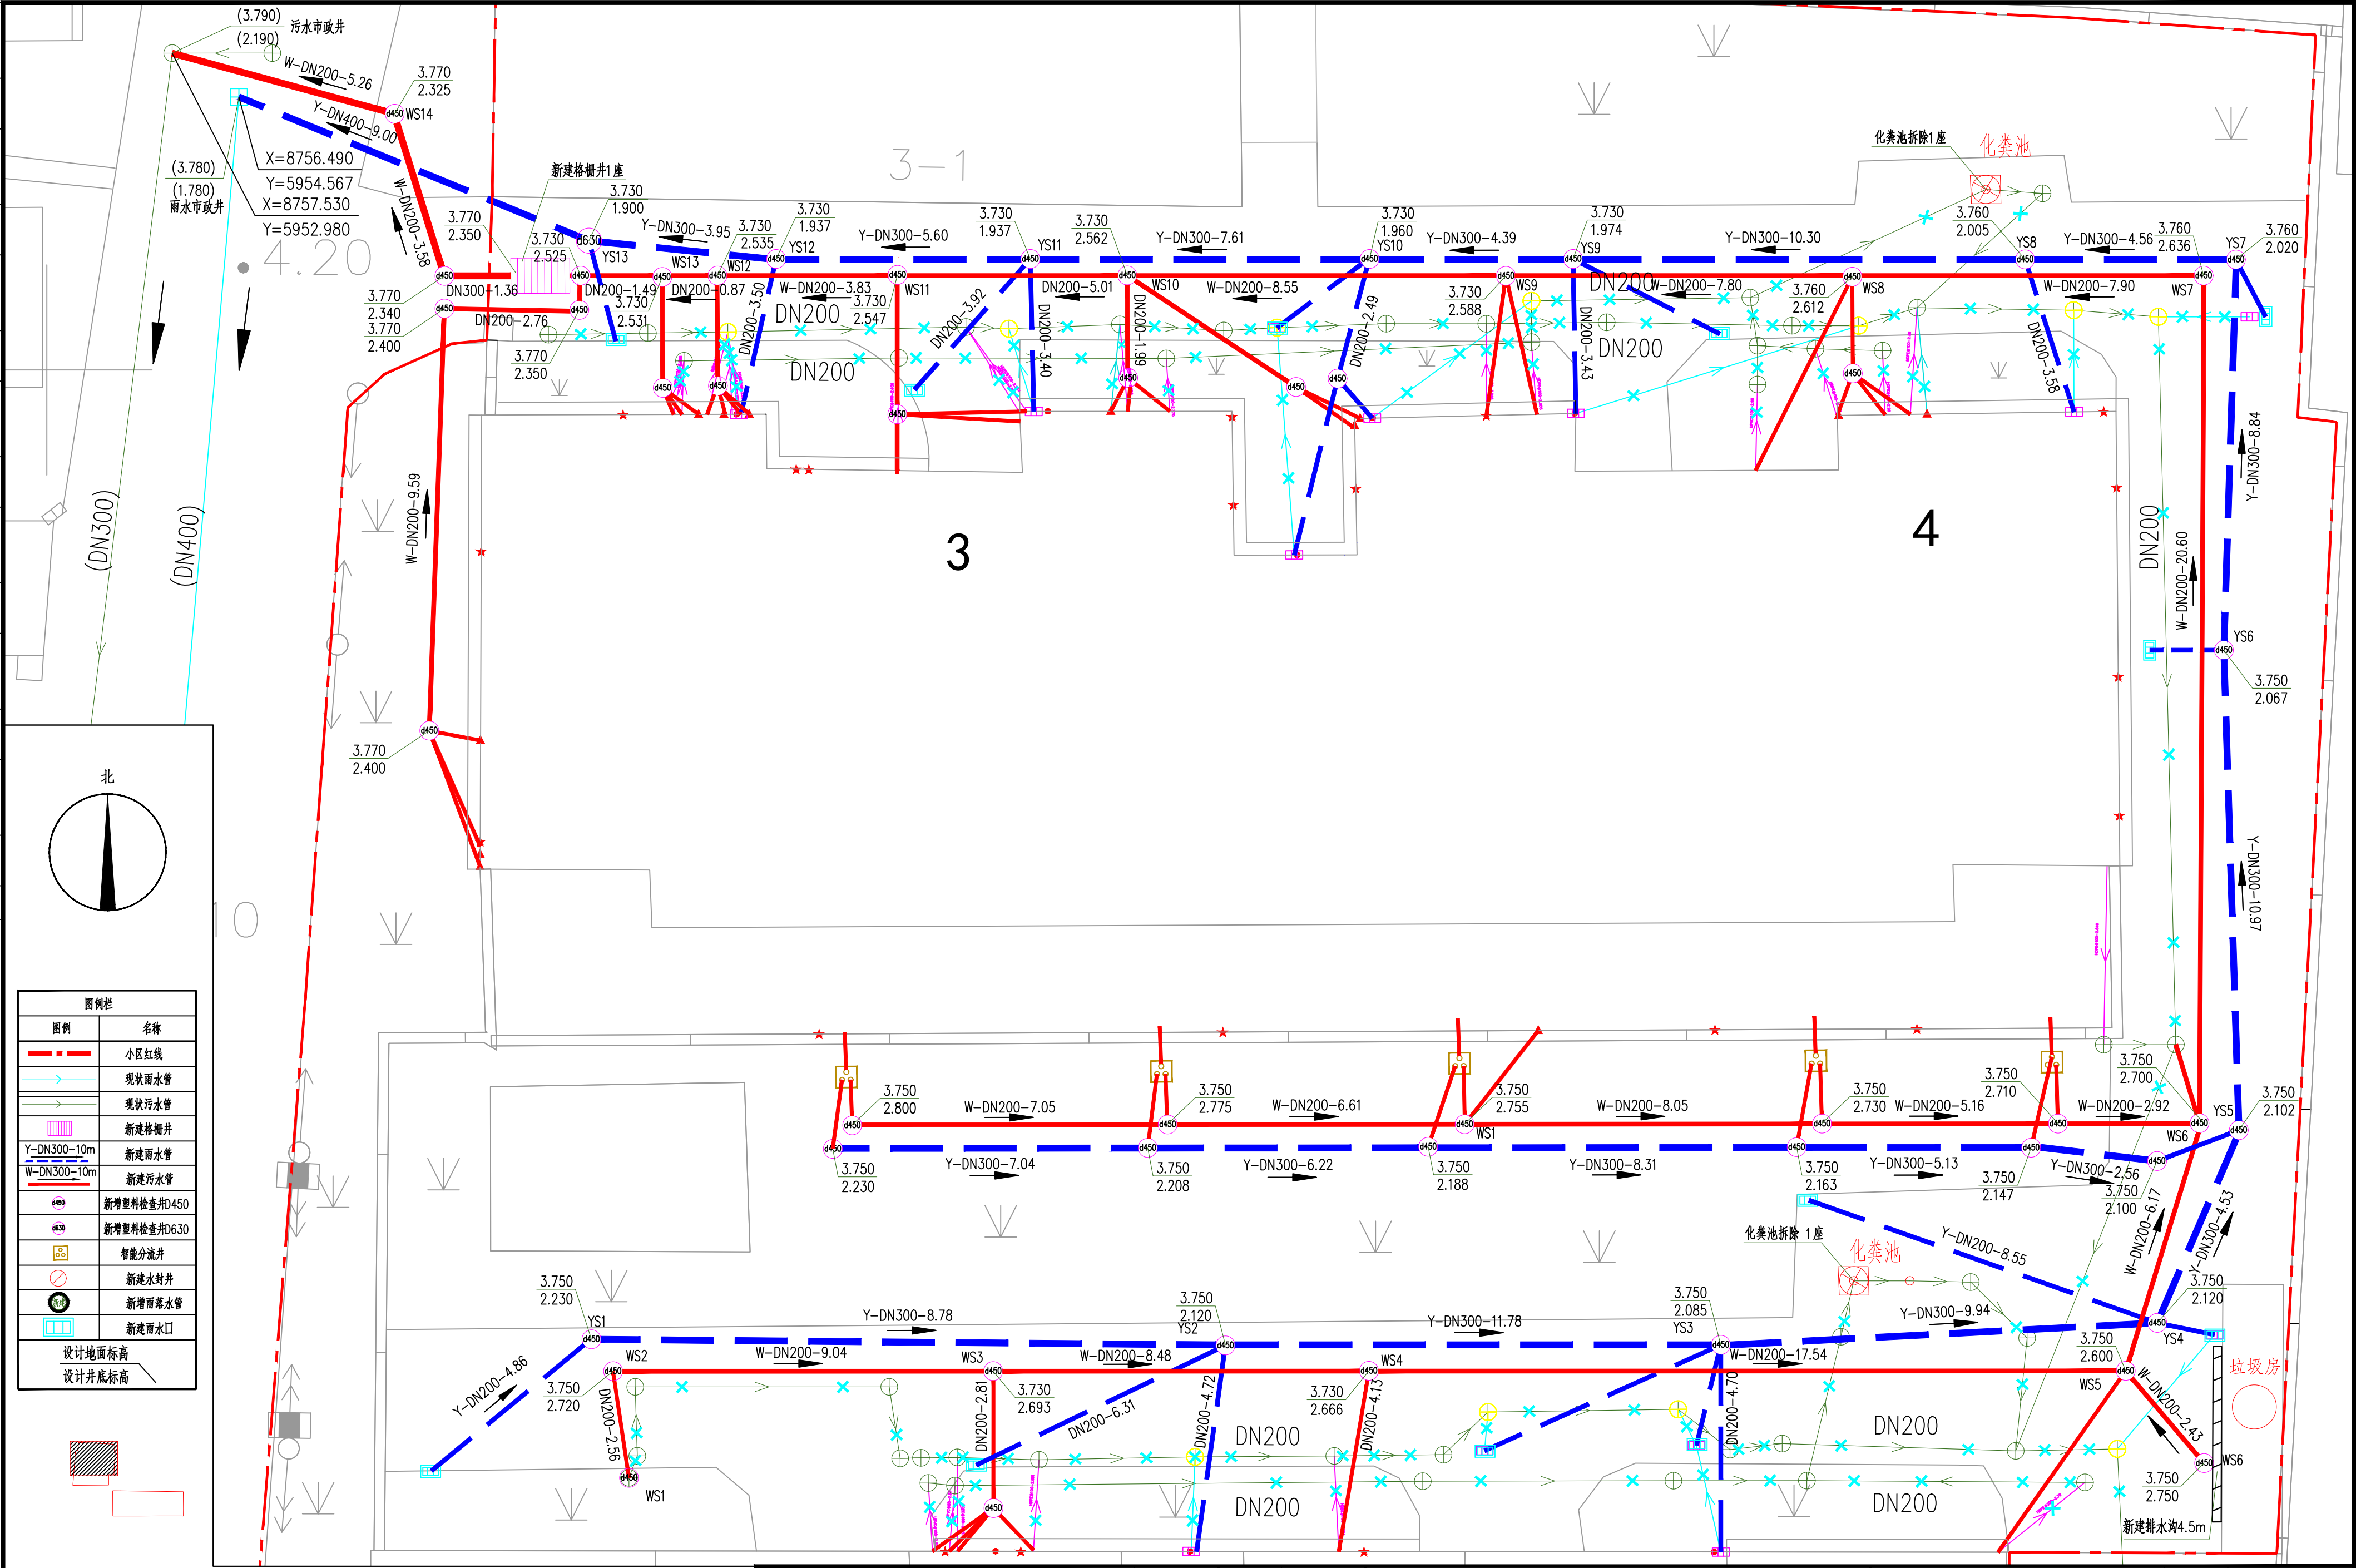 (3.790)
污水市政井
(2.190)
W-DN200-5.26
3.770
2.325
WS14
Y-DN400-9.00
X=8756.490
Y=5954.567
X=8757.530
Y=5952.980
(3.780)
(1.780)
雨水市政井
4.20
3-1
新建格栅井1座
化粪池拆除1座
化粪池
W-DN200-3.58
3.770
2.350
3.730
1.900
d630
YS13
3.730
2.525
Y-DN300-3.95
3.730
2.535
WS13
WS12
3.730
1.937
YS12
Y-DN300-5.60
3.730
1.937
YS11
3.730
2.562
Y-DN300-7.61
3.730
1.960
YS10
Y-DN300-4.39
3.730
1.974
YS9
Y-DN300-10.30
3.760
2.005
YS8
Y-DN300-4.56
3.760
2.636
YS7
3.760
2.020
DN300-1.36
DN200-1.49
DN200-0.87
W-DN200-3.83
WS11
DN200-5.01
WS10
W-DN200-8.55
WS9
DN200
W-DN200-7.80
WS8
W-DN200-7.90
WS7
3.770
2.340
3.770
2.400
DN200-2.76
3.770
2.350
3.730
2.531
DN200-3.50
DN200
3.730
2.547
DN200-3.92
DN200-3.40
DN200-1.99
DN200-2.49
3.730
2.588
DN200-3.43
DN200
3.760
2.612
DN200-3.58
DN200
W-DN200-9.59
(DN300)
(DN400)
3
4
DN200
W-DN200-20.60
Y-DN300-8.84
YS6
3.750
2.067
Y-DN300-10.97
3.770
2.400
北
10
图例栏
图例 名称
小区红线
现状雨水管
现状污水管
新建格栅井
Y-DN300-10m 新建雨水管
W-DN300-10m 新建污水管
d450 新增塑料检查井D450
d630 新增塑料检查井D630
智能分流井
新建水封井
新建 新增雨落水管
新建雨水口
设计地面标高
设计井底标高
3.750
2.800
W-DN200-7.05
3.750
2.775
W-DN200-6.61
3.750
2.755
WS1
W-DN200-8.05
3.750
2.730
W-DN200-5.16
3.750
2.710
W-DN200-2.92
3.750
2.700
WS6
YS5
3.750
2.102
3.750
2.230
Y-DN300-7.04
3.750
2.208
Y-DN300-6.22
3.750
2.188
Y-DN300-8.31
3.750
2.163
Y-DN300-5.13
3.750
2.147
Y-DN300-2.56
3.750
2.100
W-DN200-6.17
Y-DN300-4.53
化粪池拆除 1座
化粪池
Y-DN200-8.55
3.750
2.230
YS1
Y-DN300-8.78
3.750
2.120
YS2
Y-DN300-11.78
3.750
2.085
YS3
Y-DN300-9.94
3.750
2.120
YS4
3.750
2.600
WS5
Y-DN200-4.86
WS2
3.750
2.720
W-DN200-9.04
WS3
3.730
2.693
W-DN200-8.48
WS4
3.730
2.666
W-DN200-17.54
DN200-2.56
WS1
DN200-2.81
DN200-6.31
DN200-4.72
DN200
DN200
DN200-4.13
DN200-4.70
DN200
DN200
W-DN200-2.43
WS6
3.750
2.750
垃圾房
新建排水沟4.5m